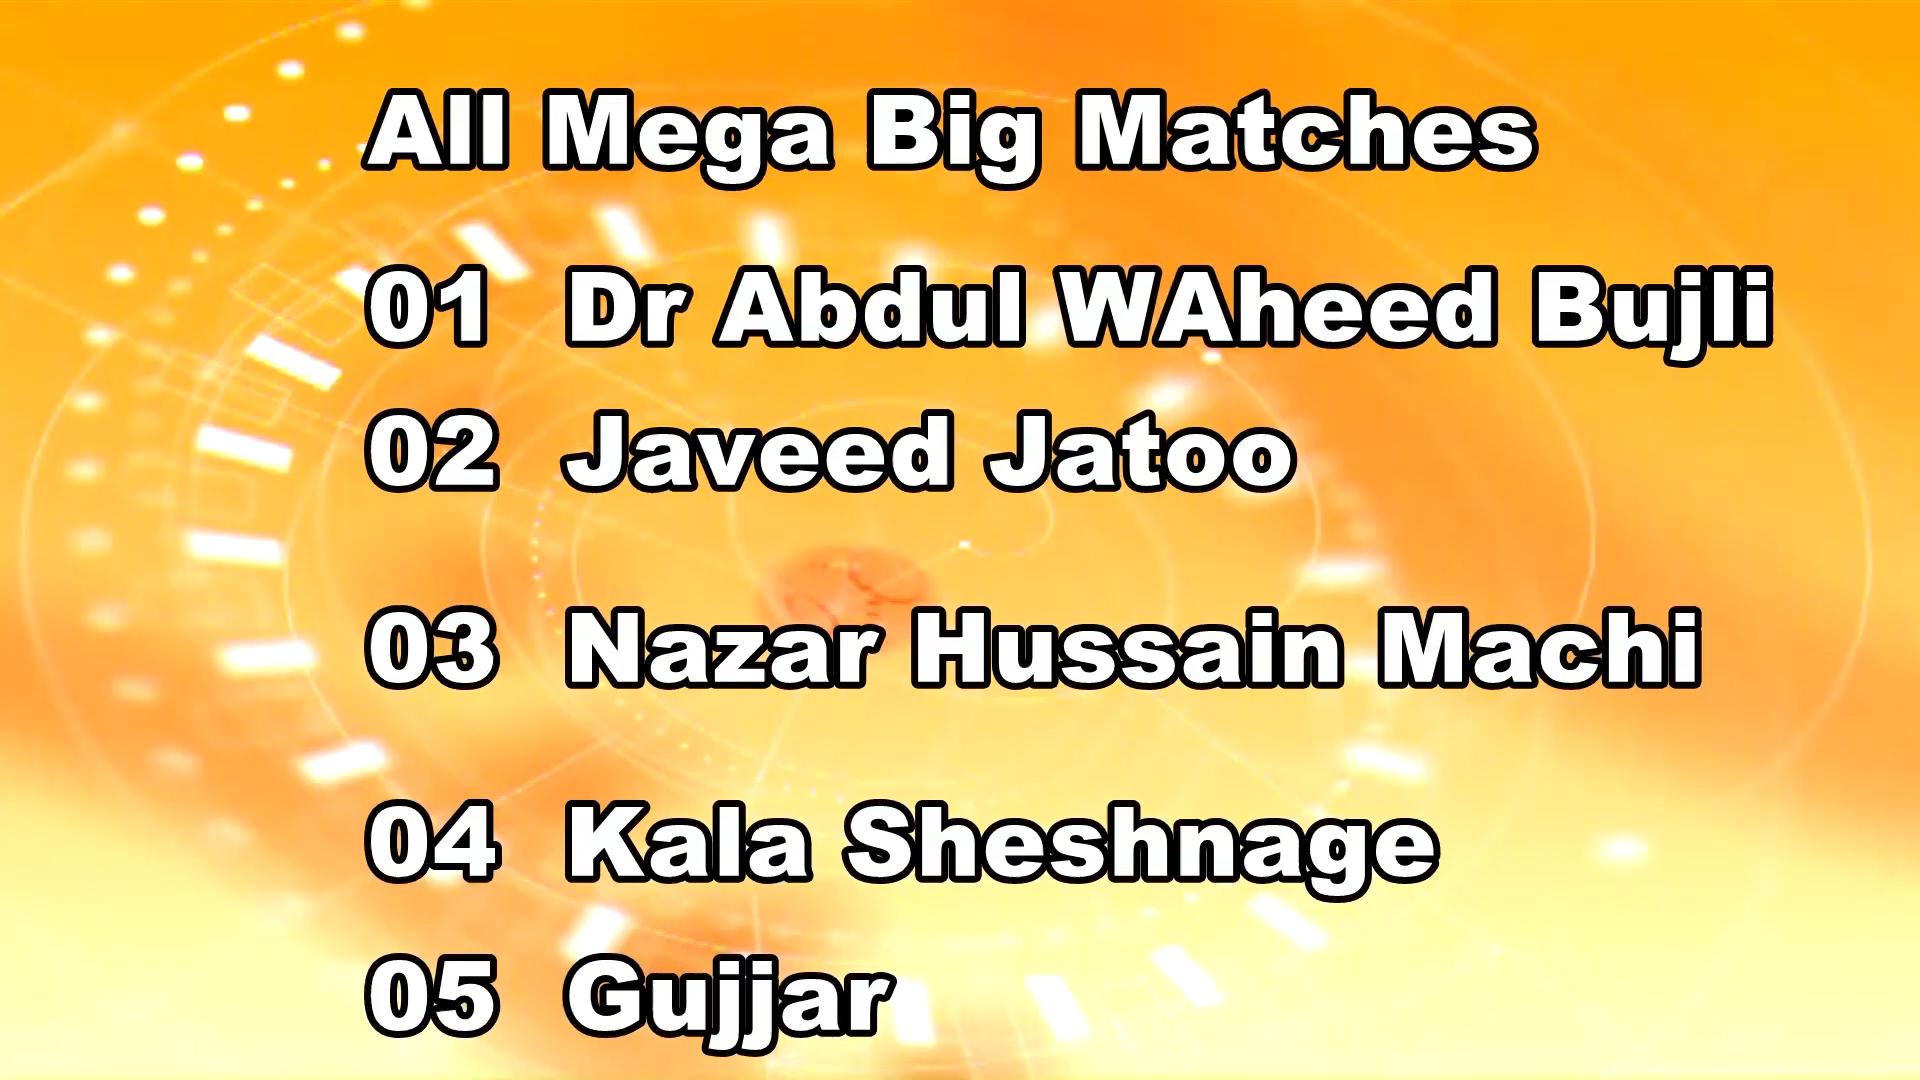 All Mega Big Matches
01 Dr Abdul WAheed Bujli
02 Javeed Jatoo
03 Nazar Hussain Machi
04 Kala Sheshnage
05 Gujjar